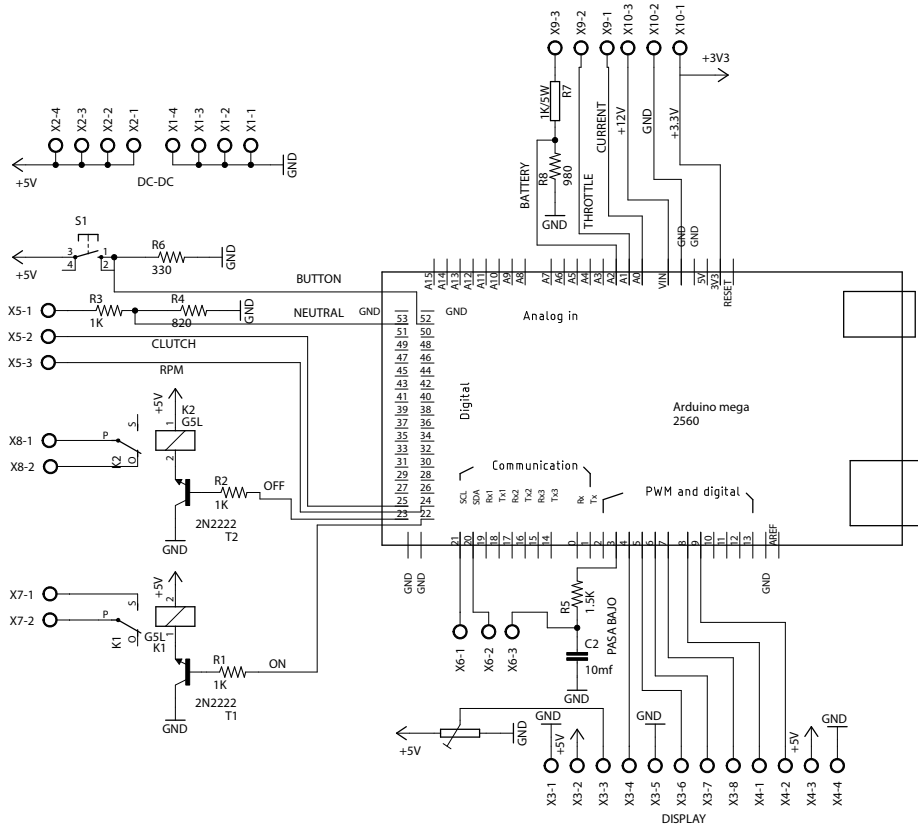 X9-3
X9-2
X9-1
X10-3
X10-2
X10-1
+3V3
1K/5W
R7
CURRENT
+12V
GND
+3.3V
X2-4
X2-3
X2-2
X2-1
X1-4
X1-3
X1-2
X1-1
GND
+5V
DC-DC
BATTERY
R8
980
THROTTLE
GND
S1
3
1
4
2
R6
330
GND
+5V
BUTTON
GND
GND
A15
A14
A13
A12
A11
A10
A9
A8
A7
A6
A5
A4
A3
A2
A1
A0
VIN
5V
3V3
RESET
X5-1
R3
1K
R4
820
GND
NEUTRAL
GND
53
52
GND
Analog in
X5-2
CLUTCH
X5-3
RPM
51 50
49 48
47 46
45 44
43 42
41 40
39 38
37 36
35 34
33 32
31 30
29 28
27 26
25 24
23 22
Digital
Arduino mega
2560
+5V
1
K2
G5L
2
X8-1
X8-2
P
S
O
K2
R2
1K
OFF
2N2222
T2
GND
Communication
SCL
SDA
Rx1
Tx1
Rx2
Tx2
Rx3
Tx3
Rx
Tx
PWM and digital
21
20
19
18
17
16
15
14
0
1
2
3
4
5
6
7
8
9
10
11
12
13
AREF
GND
GND
GND
+5V
2
G5L
1
K1
X7-1
X7-2
P
S
O
K1
R1
1K
ON
2N2222
T1
GND
R5
1.5K
PASA BAJO
C2
10mf
GND
X6-1
X6-2
X6-3
+5V
GND
GND
+5V
GND
+5V
GND
X3-1
X3-2
X3-3
X3-4
X3-5
X3-6
X3-7
X3-8
X4-1
X4-2
X4-3
X4-4
DISPLAY